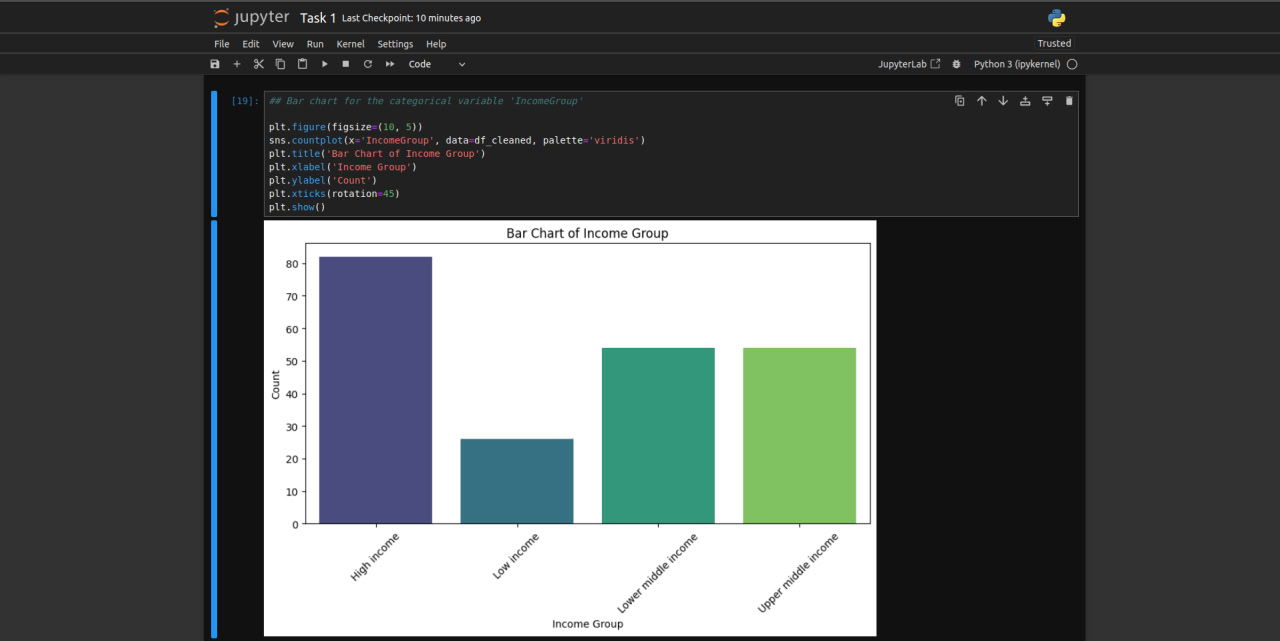 jupyter Task 1 Last Checkpoint: 10 minutes ago
File Edit View Run Kernel Settings Help Trusted
Code JupyterLab Python 3 (ipykernel)
[19]: ## Bar chart for the categorical variable 'IncomeGroup'
plt.figure(figsize=(10, 5))
sns.countplot(x='IncomeGroup', data=df_cleaned, palette='viridis')
plt.title('Bar Chart of Income Group')
plt.xlabel('Income Group')
plt.ylabel('Count')
plt.xticks(rotation=45)
plt.show()
Bar Chart of Income Group
80
70
60
50
40
30
20
10
0
Count
High income
Low income
Lower middle income
Upper middle income
Income Group